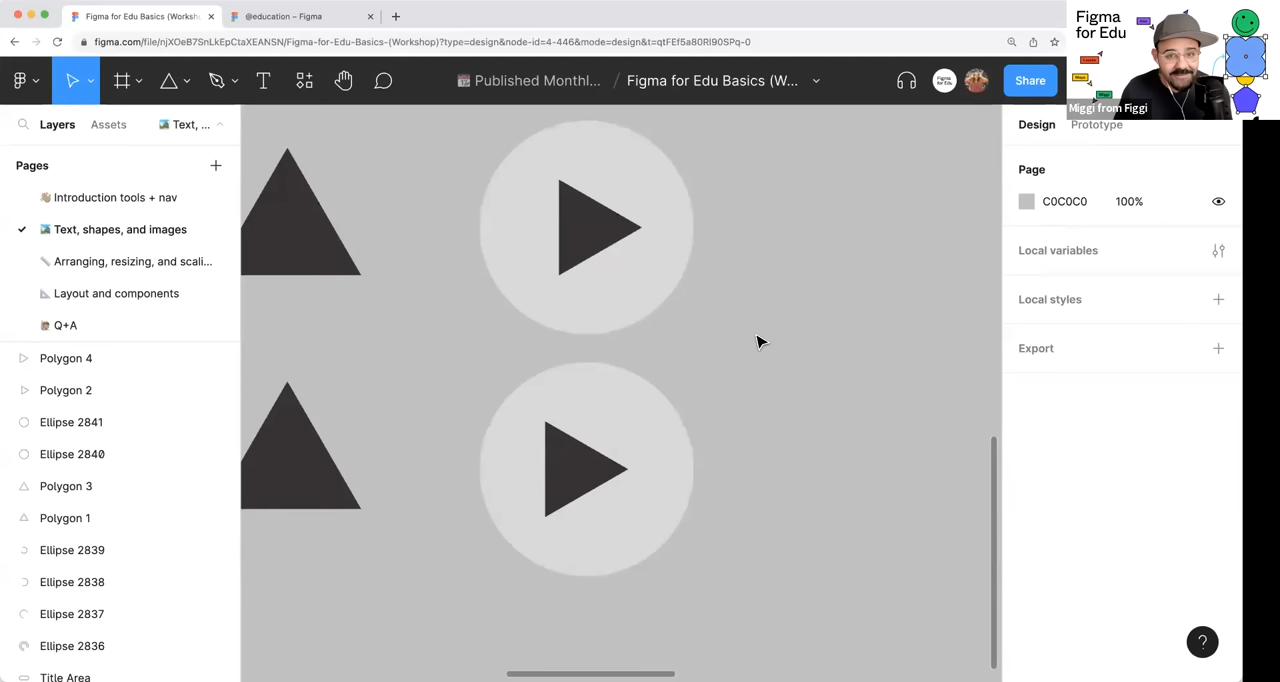 Figma for Edu Basics (Worksh
@education – Figma
figma.com/file/njXOeB7SnLkEpCtaXEANSN/Figma-for-Edu-Basics-(Workshop)?type=design&node-id=4-446&mode=design&t=qtFEf5a80Rl90SPq-0
Published Monthl... / Figma for Edu Basics (W...
Share
Figma
for Edu
Miggi from Figgi
Layers
Assets
Text, ...
Design
Prototype
Pages
Introduction tools + nav
Text, shapes, and images
Arranging, resizing, and scali...
Layout and components
Q+A
Polygon 4
Polygon 2
Ellipse 2841
Ellipse 2840
Polygon 3
Polygon 1
Ellipse 2839
Ellipse 2838
Ellipse 2837
Ellipse 2836
Title Area
Page
C0C0C0 100%
Local variables
Local styles
Export
?